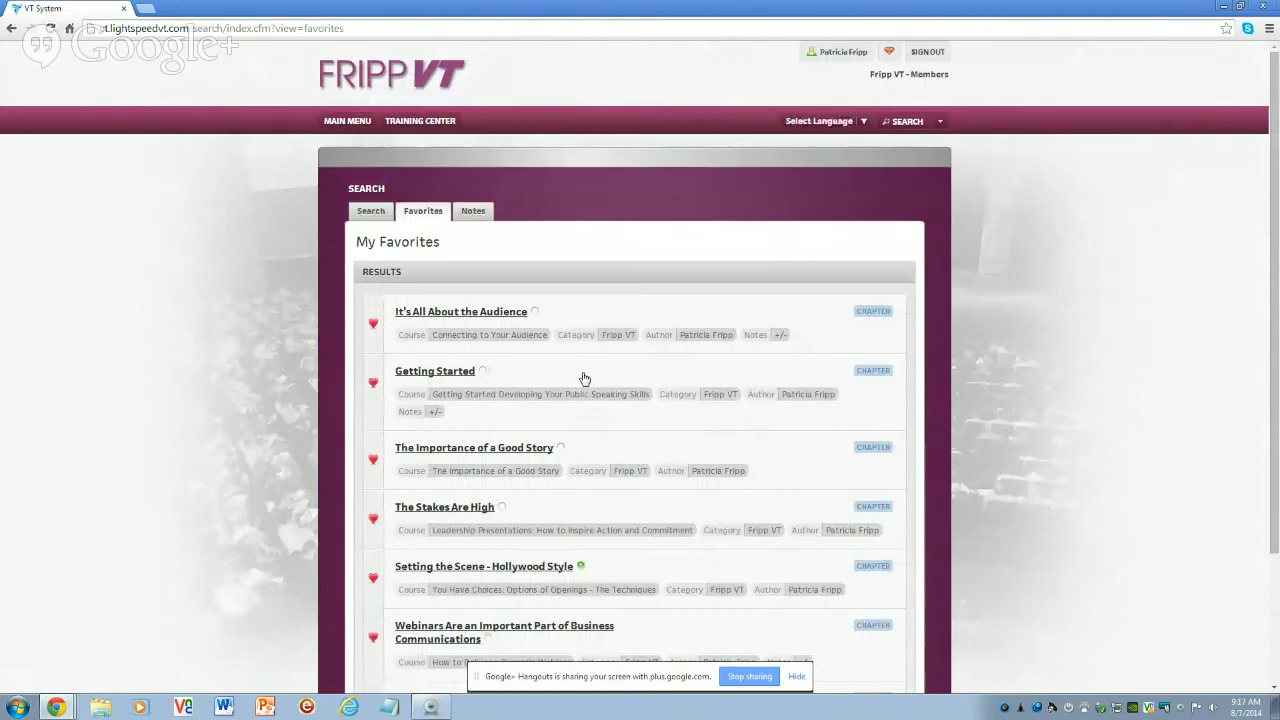 VT System
vt.lightspeedvt.com/search/index.cfm?view=favorites
Google+
FRIPP VT
Patricia Fripp
SIGN OUT
Fripp VT - Members
MAIN MENU
TRAINING CENTER
Select Language
SEARCH
SEARCH
Search
Favorites
Notes
My Favorites
RESULTS
It's All About the Audience
CHAPTER
Course Connecting to Your Audience Category Fripp VT Author Patricia Fripp Notes +/-
Getting Started
CHAPTER
Course Getting Started Developing Your Public Speaking Skills Category Fripp VT Author Patricia Fripp
Notes +/-
The Importance of a Good Story
CHAPTER
Course The Importance of a Good Story Category Fripp VT Author Patricia Fripp
The Stakes Are High
CHAPTER
Course Leadership Presentations: How to Inspire Action and Commitment Category Fripp VT Author Patricia Fripp
Setting the Scene - Hollywood Style
CHAPTER
Course You Have Choices: Options of Openings - The Techniques Category Fripp VT Author Patricia Fripp
Webinars Are an Important Part of Business
Communications
CHAPTER
Course How to
Google+ Hangouts is sharing your screen with plus.google.com.
Stop sharing
Hide
9:17 AM
8/7/2014